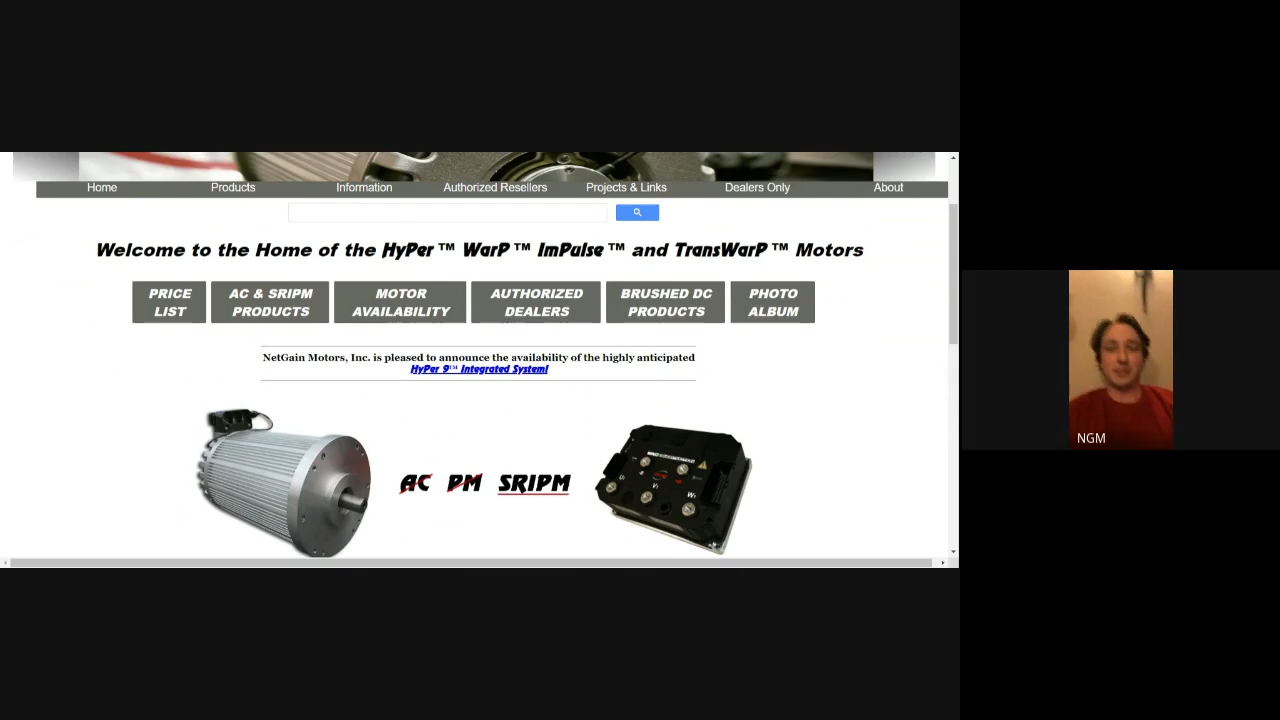 Home Products Information Authorized Resellers Projects & Links Dealers Only About
Welcome to the Home of the HyPer™ WarP™ ImPulse™ and TransWarP™ Motors
PRICE LIST
AC & SRIPM PRODUCTS
MOTOR AVAILABILITY
AUTHORIZED DEALERS
BRUSHED DC PRODUCTS
PHOTO ALBUM
NetGain Motors, Inc. is pleased to announce the availability of the highly anticipated
HyPer 9™ Integrated System!
AC PM SRIPM
NGM